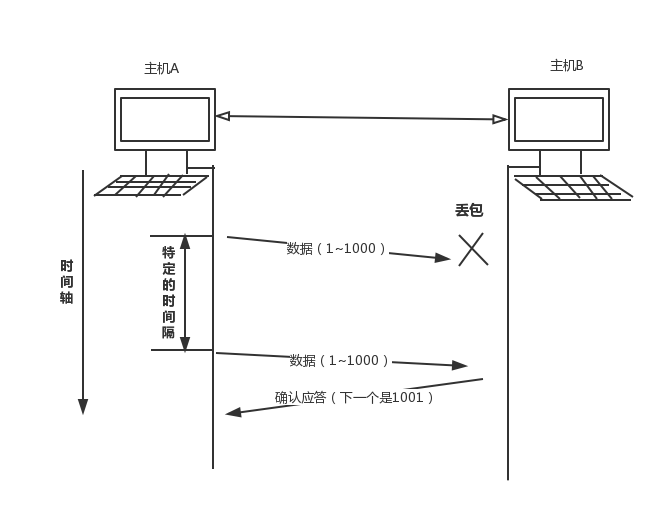 主机A
主机B
丢包
数据（1~1000）
特定的时间隔
时间轴
数据（1~1000）
确认应答（下一个是1001）